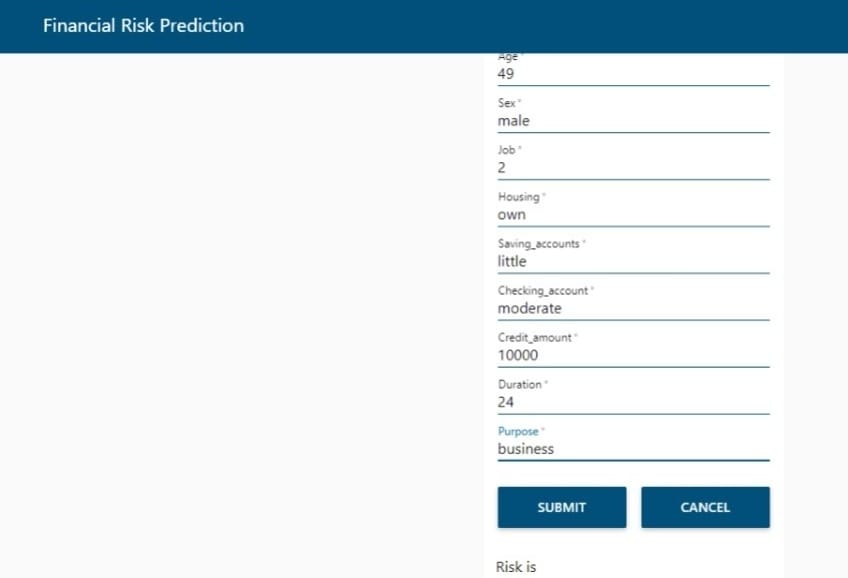 Financial Risk Prediction
Age *
49
Sex *
male
Job *
2
Housing *
own
Saving_accounts *
little
Checking_account *
moderate
Credit_amount *
10000
Duration *
24
Purpose *
business
SUBMIT CANCEL
Risk is